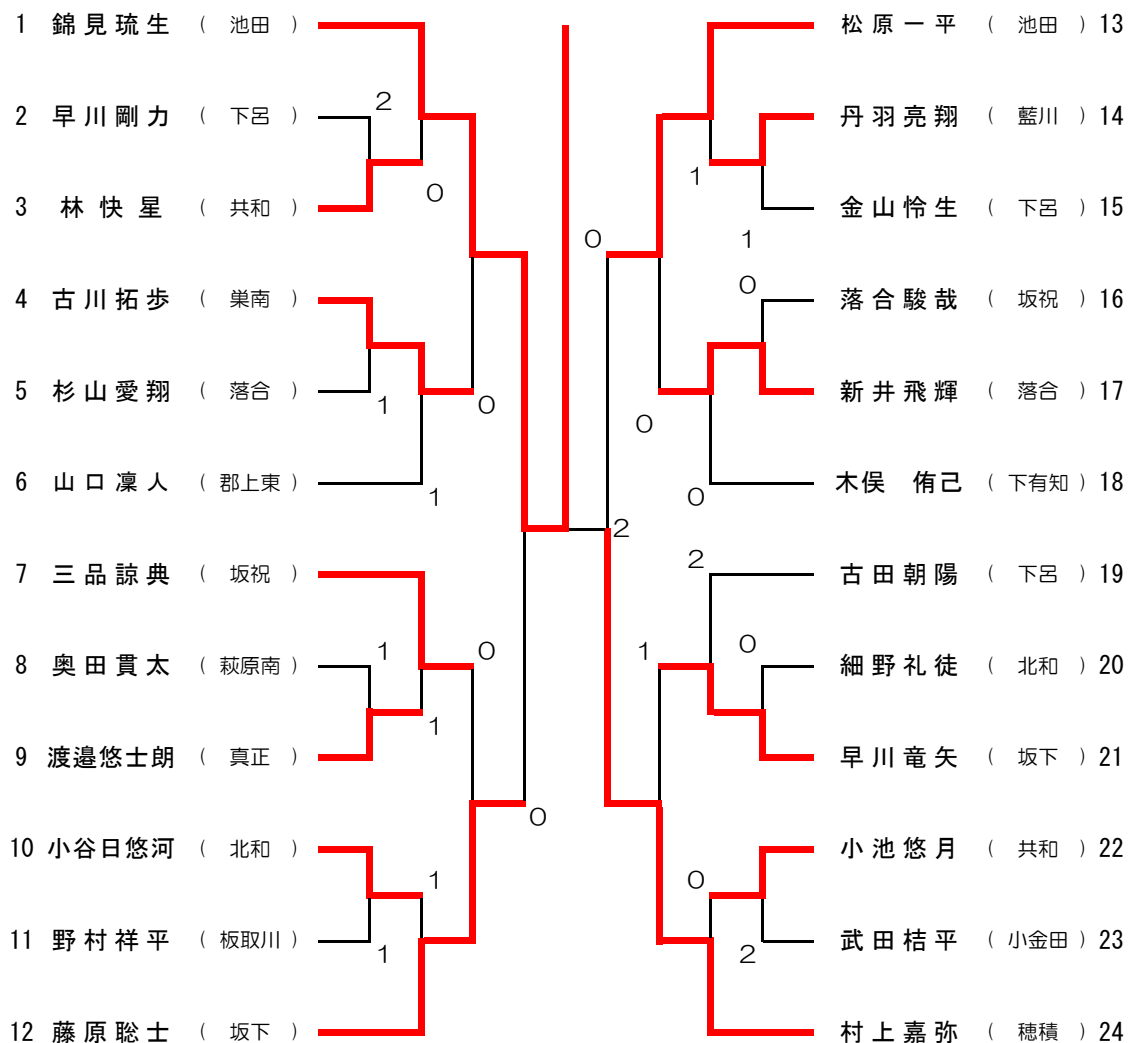 1 錦見琉生 ( 池田 )
松原一平 ( 池田 ) 13
2
2 早川剛力 ( 下呂 )
丹羽亮翔 ( 藍川 ) 14
1
0
3 林快星 ( 共和 )
金山怜生 ( 下呂 ) 15
0
1
0
4 古川拓歩 ( 巣南 )
落合駿哉 ( 坂祝 ) 16
5 杉山愛翔 ( 落合 )
新井飛輝 ( 落合 ) 17
1
0
0
6 山口凜人 ( 郡上東 )
木俣 侑己 ( 下有知 ) 18
1
0
2
2
7 三品諒典 ( 坂祝 )
古田朝陽 ( 下呂 ) 19
1
0
1
0
8 奥田貫太 ( 萩原南 )
細野礼徒 ( 北和 ) 20
1
9 渡邉悠士朗 ( 真正 )
早川竜矢 ( 坂下 ) 21
0
10 小谷日悠河 ( 北和 )
小池悠月 ( 共和 ) 22
1
0
11 野村祥平 ( 板取川 )
武田桔平 ( 小金田 ) 23
1
2
12 藤原聡士 ( 坂下 )
村上嘉弥 ( 穂積 ) 24